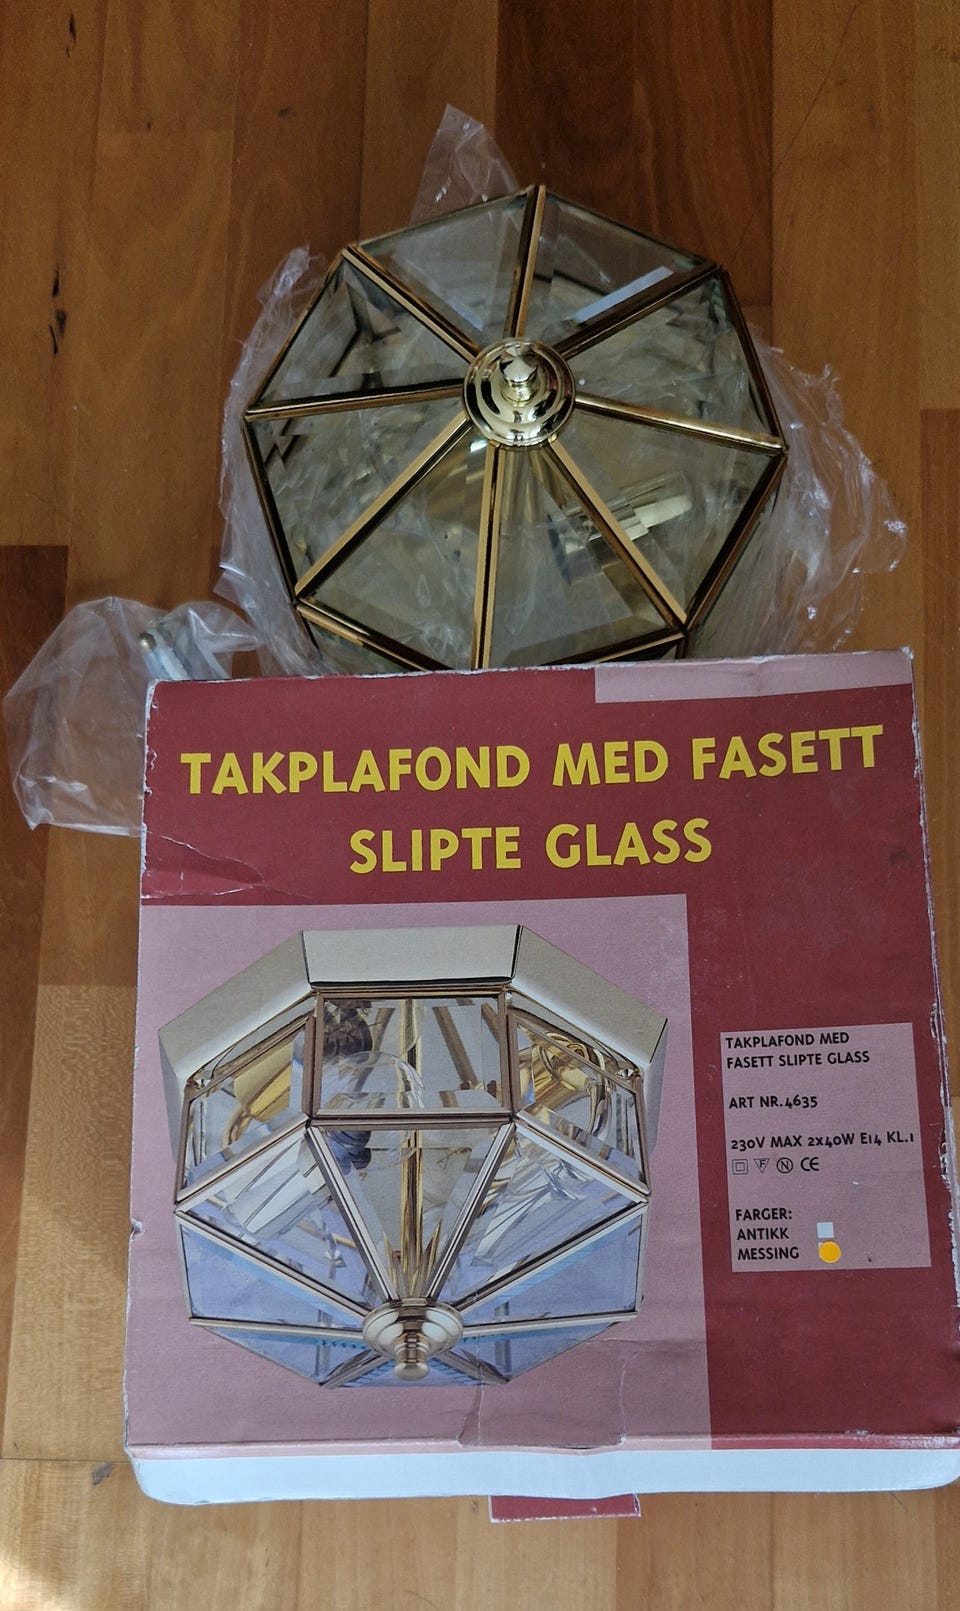 TAKPLAFOND MED FASETT
SLIPTE GLASS
TAKPLAFOND MED
FASETT SLIPTE GLASS
ART NR.4635
230V MAX 2x40W E14 KL.1
F N CE
FARGER:
ANTIKK
MESSING